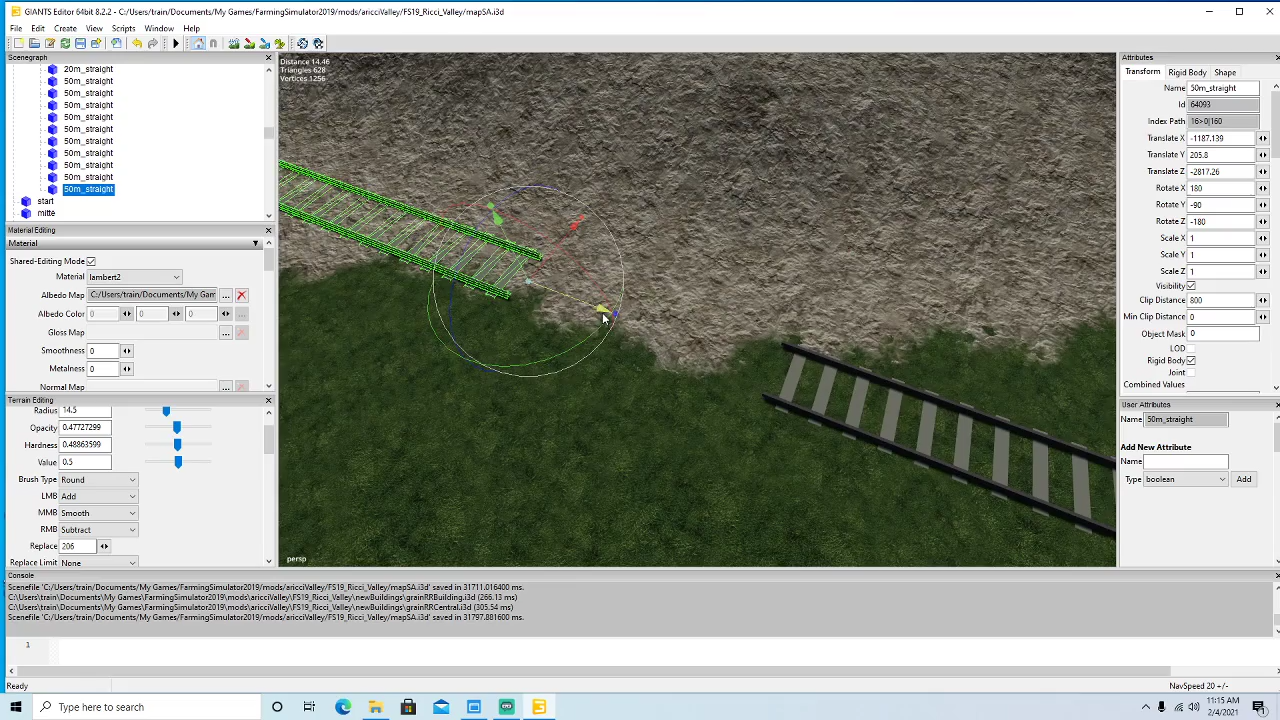 GIANTS Editor 64bit 8.2.2 - C:/Users/train/Documents/My Games/FarmingSimulator2019/mods/aricciValley/FS19_Ricci_Valley/mapSA.i3d
File Edit Create View Scripts Window Help
Scenegraph
20m_straight
50m_straight
50m_straight
50m_straight
50m_straight
50m_straight
50m_straight
50m_straight
50m_straight
50m_straight
50m_straight
start
mitte
Material Editing
Material
Shared-Editing Mode
Material lambert2
Albedo Map C:/Users/train/Documents/My Gam ...
Albedo Color 0 0 0 ...
Gloss Map ...
Smoothness 0
Metalness 0
Normal Map ...
Terrain Editing
Radius 14.5
Opacity 0.47727299
Hardness 0.48863599
Value 0.5
Brush Type Round
LMB Add
MMB Smooth
RMB Subtract
Replace 206
Replace Limit None
Distance 14.46
Triangles 628
Vertices 1256
persp
Attributes
Transform Rigid Body Shape
Name 50m_straight
Id 64093
Index Path 16>0|160
Translate X -1187.139
Translate Y 205.8
Translate Z -2817.26
Rotate X 180
Rotate Y -90
Rotate Z -180
Scale X 1
Scale Y 1
Scale Z 1
Visibility
Clip Distance 800
Min Clip Distance 0
Object Mask 0
LOD
Rigid Body
Joint
Combined Values
User Attributes
Name 50m_straight
Add New Attribute
Name
Type boolean Add
Console
Scenefile 'C:/Users/train/Documents/My Games/FarmingSimulator2019/mods/aricciValley/FS19_Ricci_Valley/mapSA.i3d' saved in 31711.016400 ms.
C:\Users\train\Documents\My Games\FarmingSimulator2019\mods\aricciValley\FS19_Ricci_Valley\newBuildings\grainRRBuilding.i3d (266.13 ms)
C:\Users\train\Documents\My Games\FarmingSimulator2019\mods\aricciValley\FS19_Ricci_Valley\newBuildings\grainRRCentral.i3d (305.54 ms)
Scenefile 'C:/Users/train/Documents/My Games/FarmingSimulator2019/mods/aricciValley/FS19_Ricci_Valley/mapSA.i3d' saved in 31797.881600 ms.
1
Ready
NavSpeed 20 +/-
Type here to search
11:15 AM
2/4/2021
1